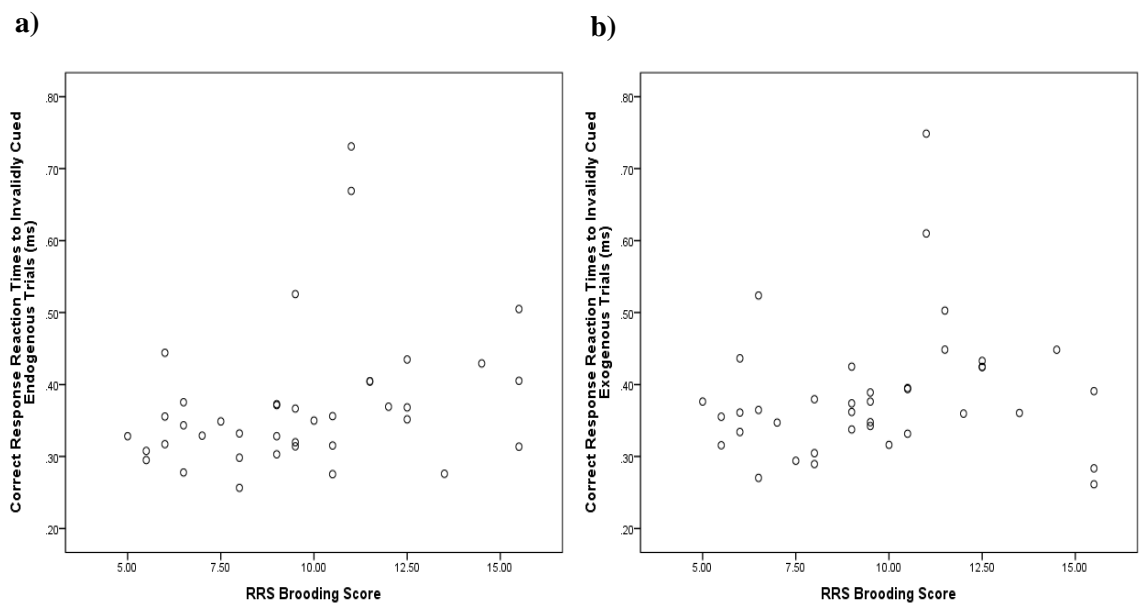 a)
Correct Response Reaction Times to Invalidly Cued
Endogenous Trials (ms)
.80
.70
.60
.50
.40
.30
.20
5.00 7.50 10.00 12.50 15.00
RRS Brooding Score
b)
Correct Response Reaction Times to Invalidly Cued
Exogenous Trials (ms)
.80
.70
.60
.50
.40
.30
.20
5.00 7.50 10.00 12.50 15.00
RRS Brooding Score